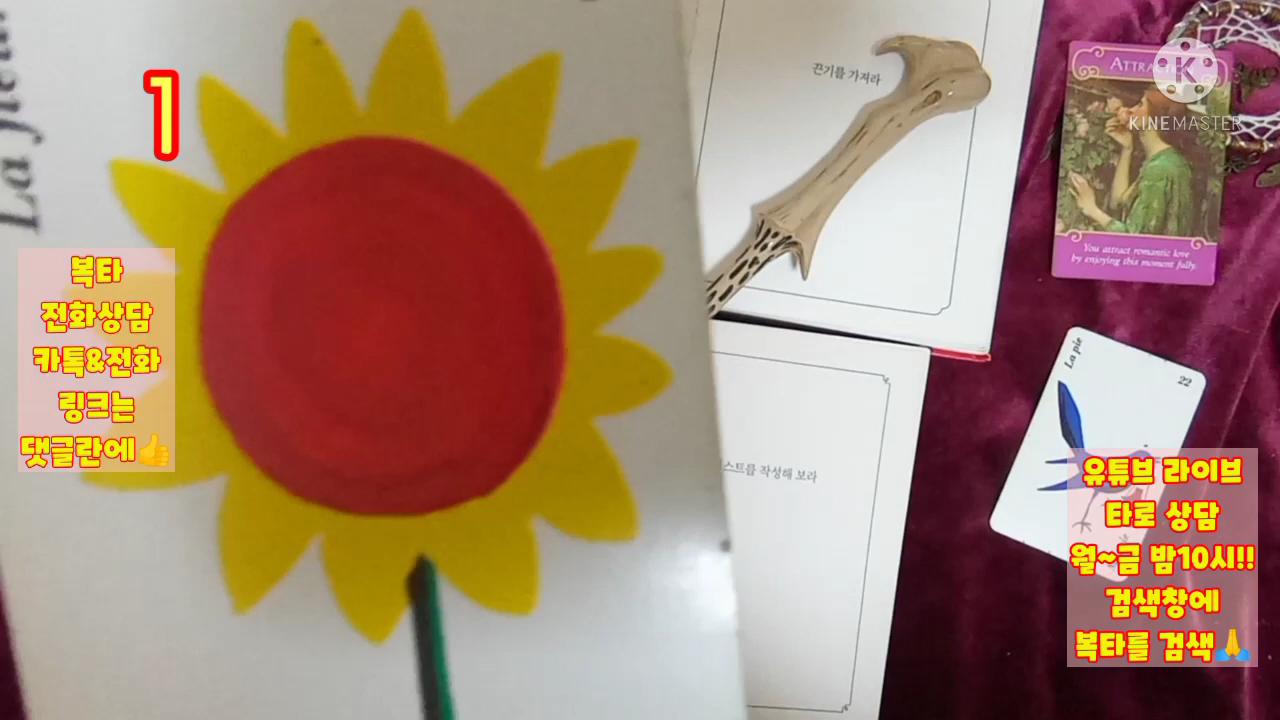 1
복타
전화상담
카톡&전화
링크는
댓글란에👍
끈기를 가져라
스트를 작성해 보라
KINEMASTER
You attract romantic love
by enjoying this moment fully.
La pie
22
유튜브 라이브
타로 상담
월~금 밤10시!!
검색창에
복타를 검색🙏